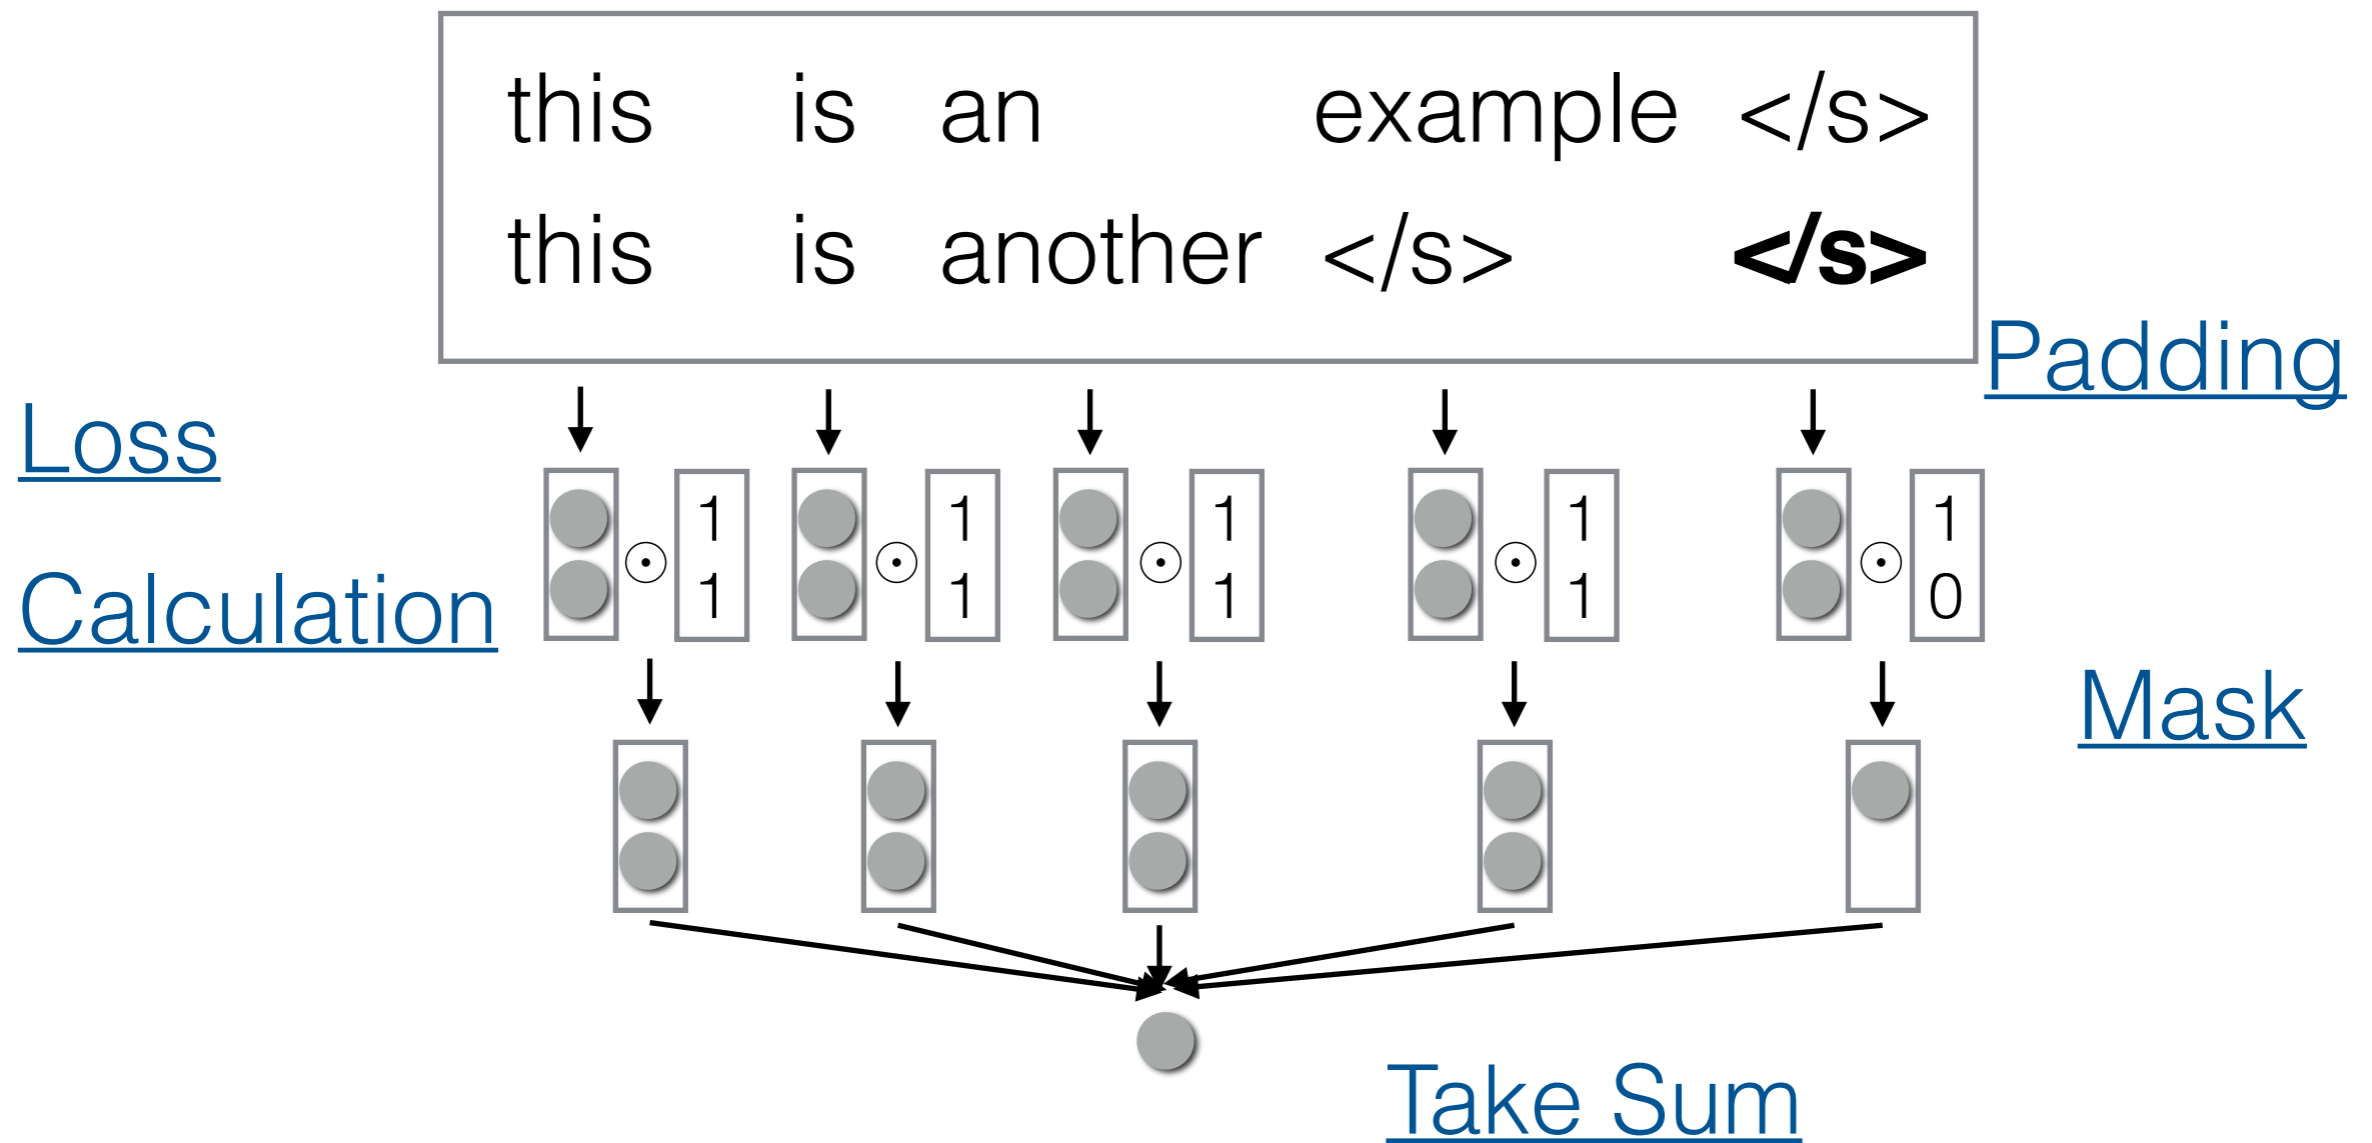 this is an example </s>
this is another </s> </s>
Padding
Loss
Calculation
1 1 1 1 1
1 1 1 1 0
Mask
Take Sum